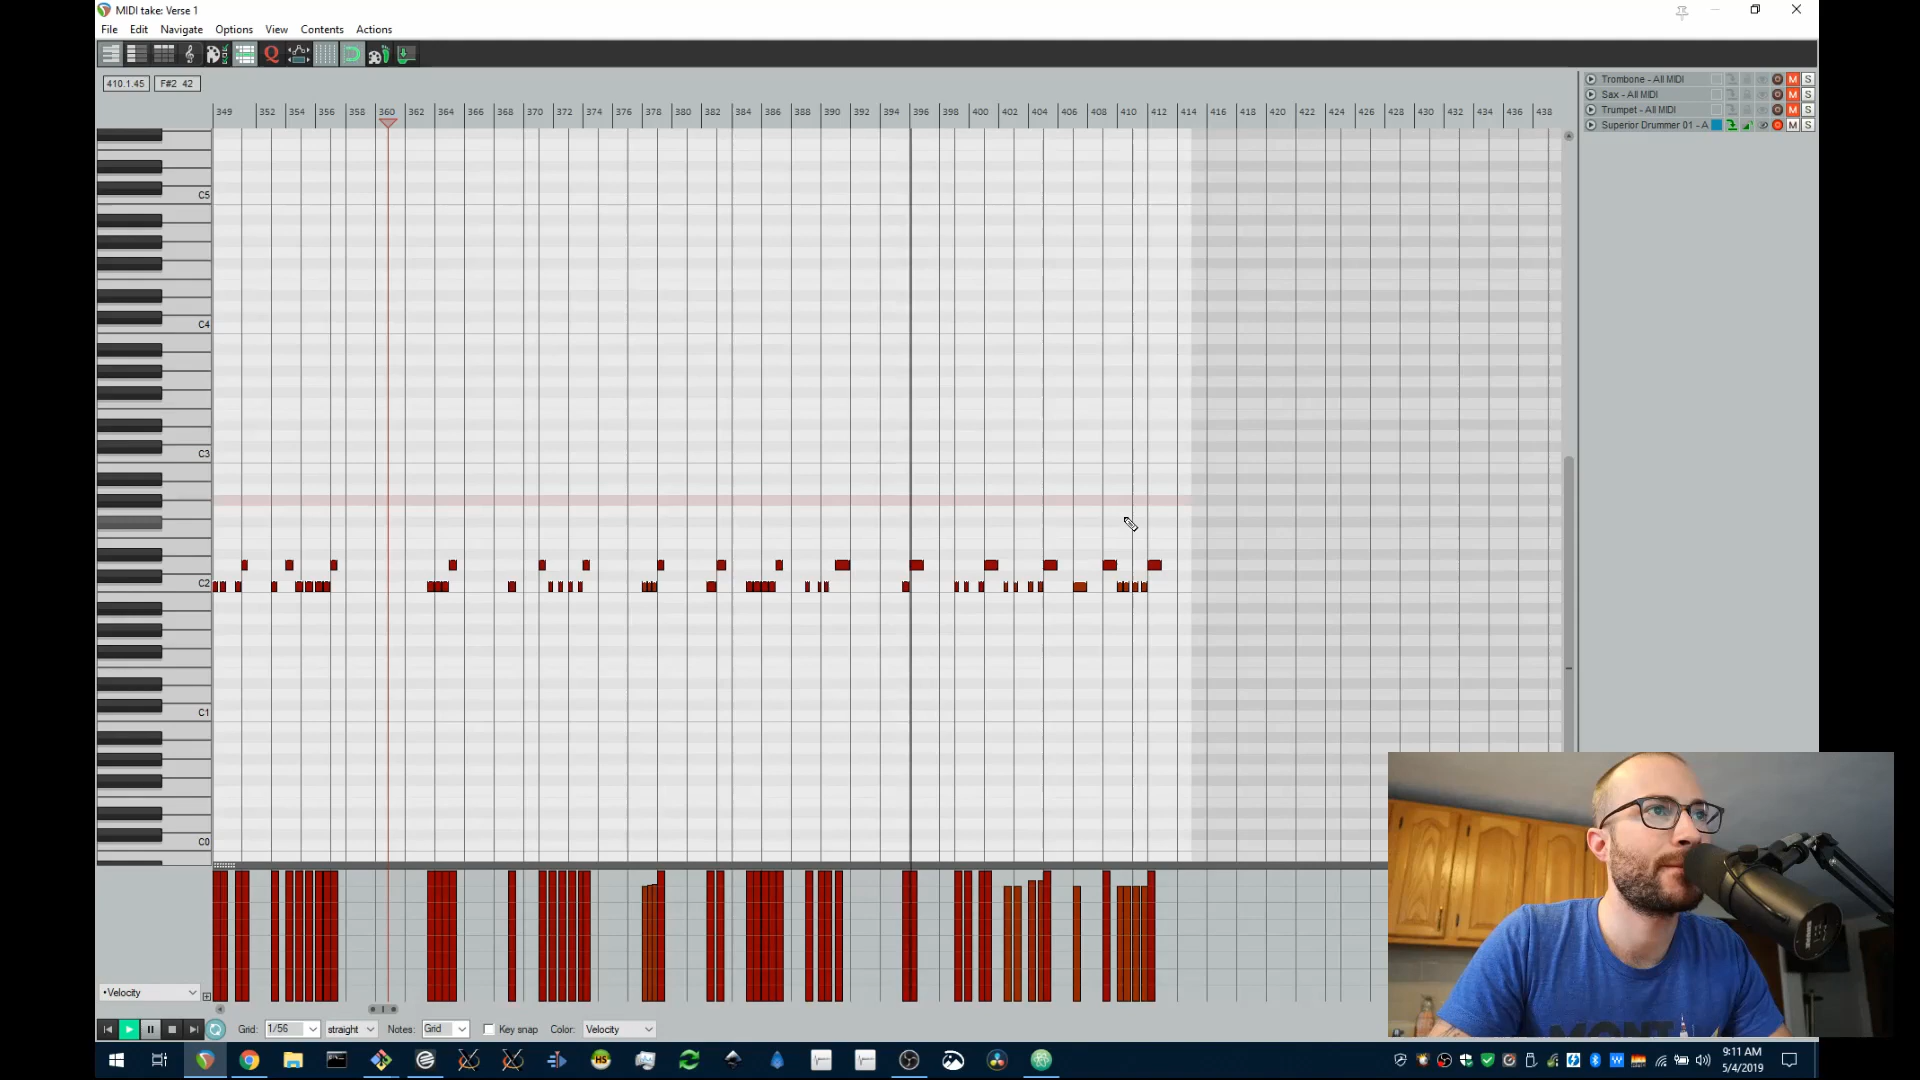 MIDI take: Verse 1
File Edit Navigate Options View Contents Actions
Q
410.1.45 F#2 42
349 352 354 356 358 360 362 364 366 368 370 372 374 376 378 380 382 384 386 388 390 392 394 396 398 400 402 404 406 408 410 412 414 416 418 420 422 424 426 428 430 432 434 436 438
Trombone - All MIDI M S
Sax - All MIDI M S
Trumpet - All MIDI M S
Superior Drummer 01 - A M S
C5
C4
C3
C2
C1
C0
•Velocity
Grid: 1/56 straight Notes: Grid Key snap Color: Velocity
HS
9:11 AM
5/4/2019
MONT